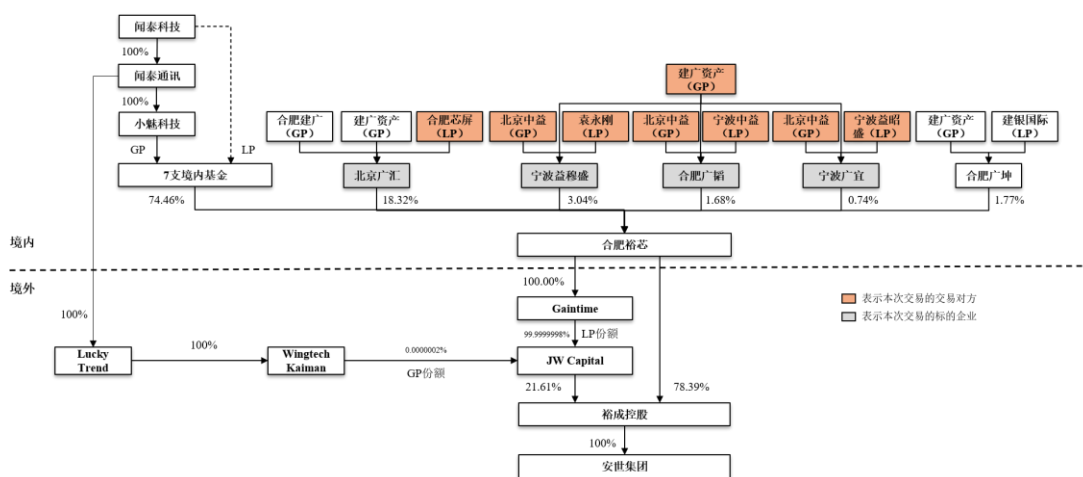 闻泰科技
100%
闻泰通讯
100%
小魅科技
GP
LP
建广资产
（GP）
合肥建广
（GP）
建广资产
（GP）
合肥芯屏
（LP）
北京中益
（GP）
袁永刚
（LP）
北京中益
（GP）
宁波中益
（LP）
北京中益
（GP）
宁波益昭
盛（LP）
建广资产
（GP）
建银国际
（LP）
7支境内基金
北京广汇
宁波益穆盛
合肥广韬
宁波广宜
合肥广坤
74.46%
18.32%
3.04%
1.68%
0.74%
1.77%
境内
合肥裕芯
境外
100.00%
表示本次交易的交易对方
Gaintime
表示本次交易的标的企业
100%
99.9999998%
LP份额
Lucky
Trend
100%
Wingtech
Kaiman
0.0000002%
GP份额
JW Capital
21.61%
78.39%
裕成控股
100%
安世集团